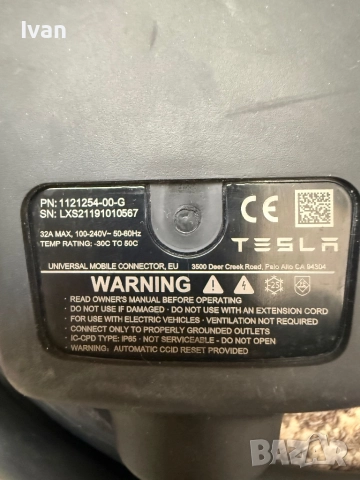 Ivan
PN: 1121254-00-G
SN: LXS21191010567
32A MAX, 100-240V~ 50-60Hz
TEMP RATING: -30C TO 50C
CE
TESLA
UNIVERSAL MOBILE CONNECTOR, EU 3500 Deer Creek Road, Palo Alto CA 94304
WARNING
· READ OWNER'S MANUAL BEFORE OPERATING
· DO NOT USE IF DAMAGED · DO NOT USE WITH AN EXTENSION CORD
· FOR USE WITH ELECTRIC VEHICLES · VENTILATION NOT REQUIRED
· CONNECT ONLY TO PROPERLY GROUNDED OUTLETS
· IC-CPD TYPE: IP65 · NOT SERVICEABLE - DO NOT OPEN
WARNING: AUTOMATIC CCID RESET PROVIDED
BAZAR